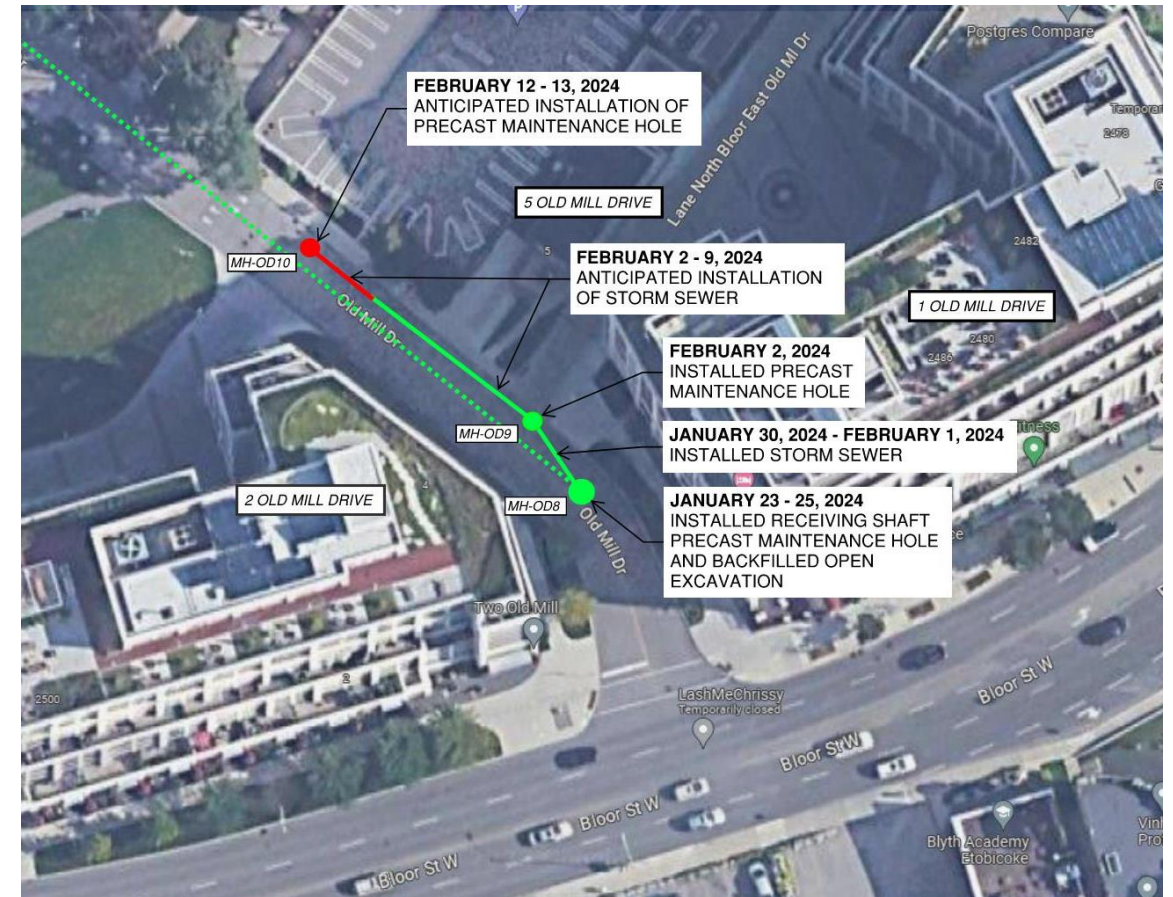 Postgres Compare
Lane North Bloor East Old Ml Dr
2478
FEBRUARY 12 - 13, 2024
ANTICIPATED INSTALLATION OF
PRECAST MAINTENANCE HOLE
5 OLD MILL DRIVE
2482
5
MH-OD10
FEBRUARY 2 - 9, 2024
ANTICIPATED INSTALLATION
OF STORM SEWER
1 OLD MILL DRIVE
Old Mill Dr
2480
2486
FEBRUARY 2, 2024
INSTALLED PRECAST
MAINTENANCE HOLE
MH-OD9
JANUARY 30, 2024 - FEBRUARY 1, 2024
INSTALLED STORM SEWER
itness
2 OLD MILL DRIVE
4
MH-OD8
JANUARY 23 - 25, 2024
INSTALLED RECEIVING SHAFT
PRECAST MAINTENANCE HOLE
AND BACKFILLED OPEN
EXCAVATION
Old Mill Dr
Two Old Mill
2
2500
LashMeChrissy
Temporarily closed
Bloor St W
Bloor St W
Bloor St W
Bloor St W
Blyth Academy
Etobicoke